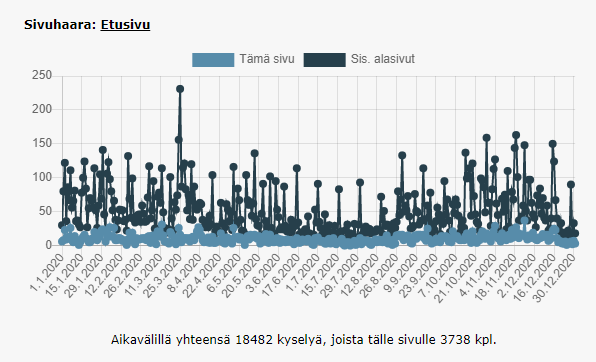 Sivuhaara: Etusivu
Tämä sivu Sis. alasivut
250
200
150
100
50
0
1.1.2020 15.1.2020 29.1.2020 12.2.2020 26.2.2020 11.3.2020 25.3.2020 8.4.2020 22.4.2020 6.5.2020 20.5.2020 3.6.2020 17.6.2020 1.7.2020 15.7.2020 29.7.2020 12.8.2020 26.8.2020 9.9.2020 23.9.2020 7.10.2020 21.10.2020 4.11.2020 18.11.2020 2.12.2020 16.12.2020 30.12.2020
Aikavälillä yhteensä 18482 kyselyä, joista tälle sivulle 3738 kpl.